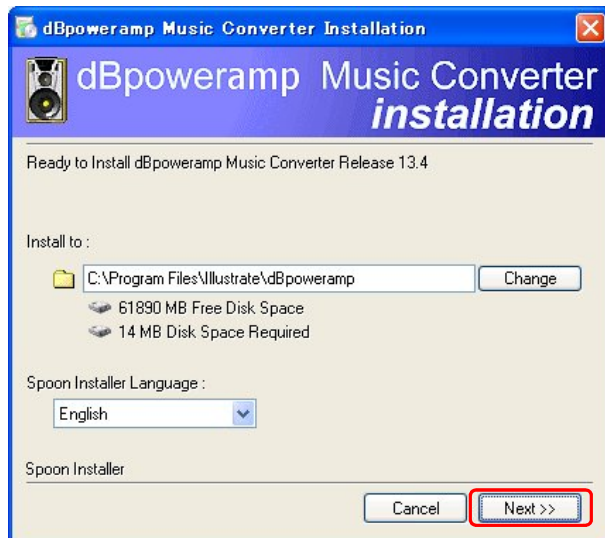 dBpoweramp Music Converter Installation
dBpoweramp Music Converter
installation
Ready to Install dBpoweramp Music Converter Release 13.4
Install to :
C:\Program Files\Illustrate\dBpoweramp
Change
61890 MB Free Disk Space
14 MB Disk Space Required
Spoon Installer Language :
English
Spoon Installer
Cancel Next >>